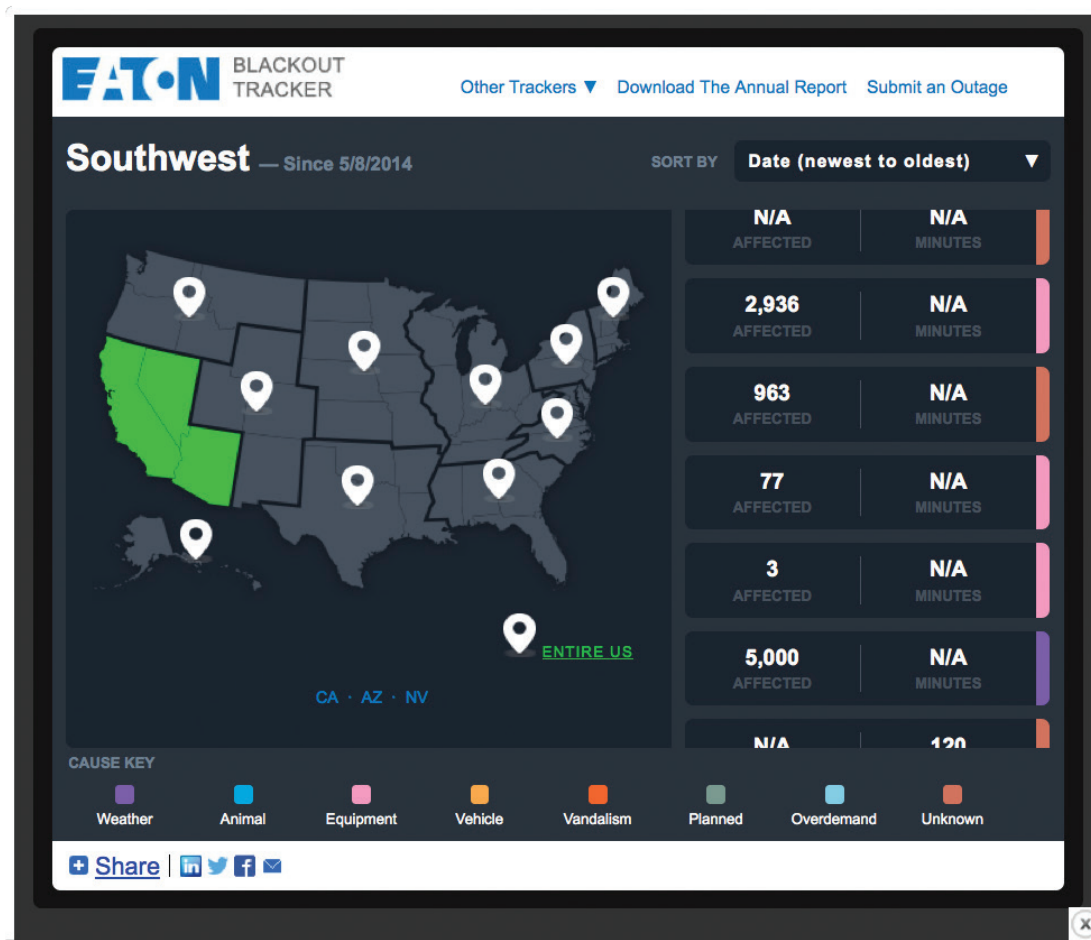 EATON BLACKOUT TRACKER
Other Trackers ▼ Download The Annual Report Submit an Outage
Southwest — Since 5/8/2014
SORT BY Date (newest to oldest) ▼
N/A N/A
AFFECTED MINUTES
2,936 N/A
AFFECTED MINUTES
963 N/A
AFFECTED MINUTES
77 N/A
AFFECTED MINUTES
3 N/A
AFFECTED MINUTES
5,000 N/A
AFFECTED MINUTES
N/A 120
ENTIRE US
CA · AZ · NV
CAUSE KEY
Weather Animal Equipment Vehicle Vandalism Planned Overdemand Unknown
Share | in f
x